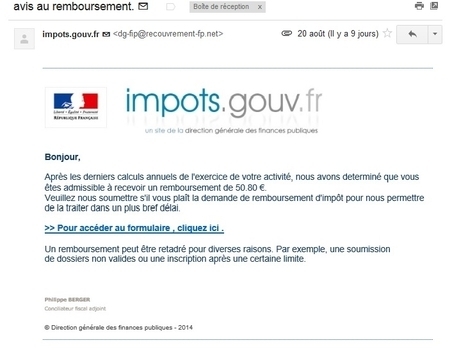 avis au remboursement.
Boîte de réception x
impots.gouv.fr <dg-fip@recouvrement-fp.net>
20 août (Il y a 9 jours)
Liberté • Égalité • Fraternité
RÉPUBLIQUE FRANÇAISE
impots.gouv.fr
un site de la direction générale des finances publiques
Bonjour,
Après les derniers calculs annuels de l'exercice de votre activité, nous avons déterminé que vous
êtes admissible à recevoir un remboursement de 50.80 €.
Veuillez nous soumettre s'il vous plaît la demande de remboursement d'impôt pour nous permettre
de la traiter dans un plus bref délai.
>> Pour accéder au formulaire , cliquez ici .
Un remboursement peut être retadré pour diverses raisons. Par exemple, une soumission
de dossiers non valides ou une inscription après une certaine limite.
Philippe BERGER
Conciliateur fiscal adjoint
© Direction générale des finances publiques - 2014